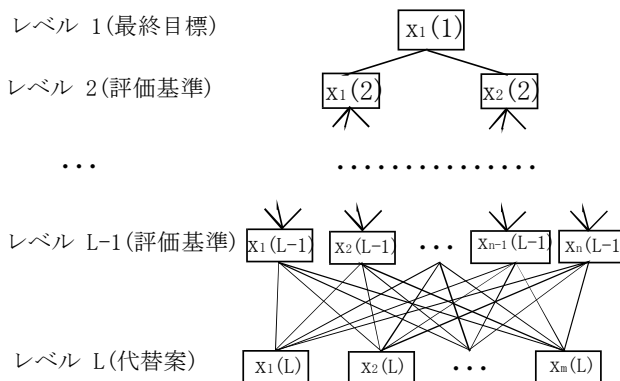 レベル 1(最終目標) x₁(1)
レベル 2(評価基準) x₁(2) x₂(2)
••• •••••••••••••••
レベル L-1(評価基準) x₁(L-1) x₂(L-1) ••• xₙ₋₁(L-1) xₙ(L-1)
レベル L(代替案) x₁(L) x₂(L) ••• xₘ(L)